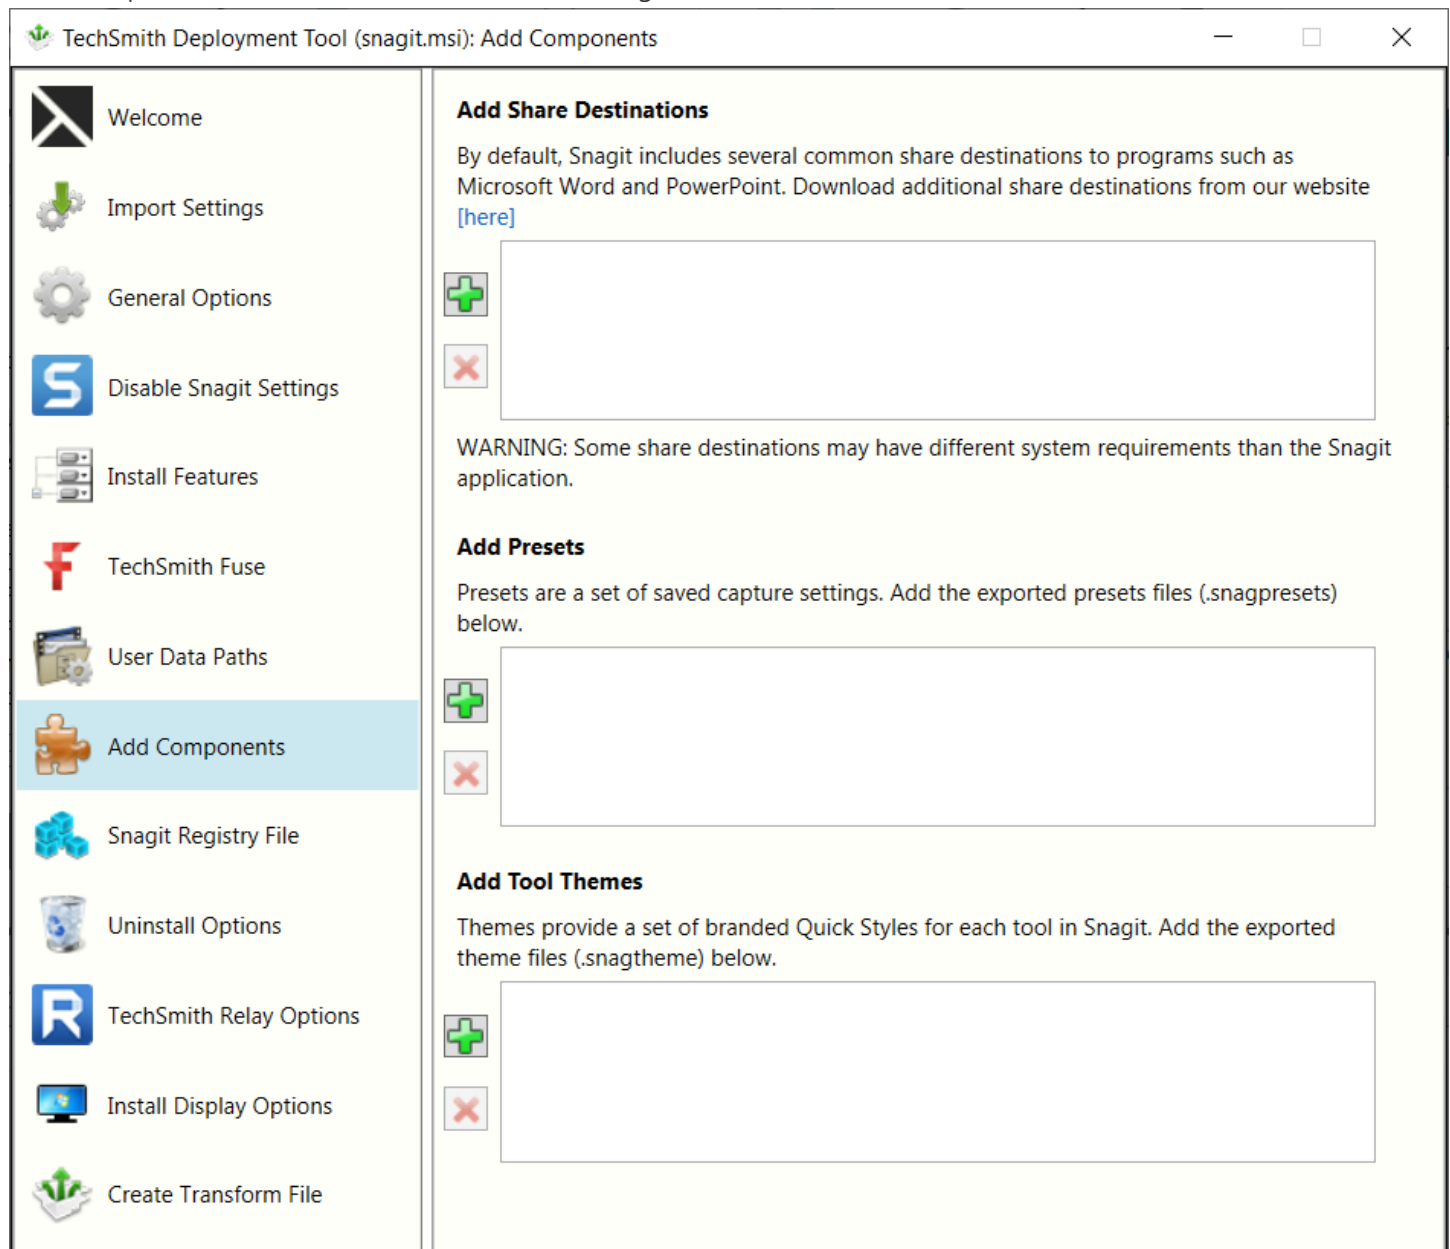 TechSmith Deployment Tool (snagit.msi): Add Components
Welcome
Import Settings
General Options
Disable Snagit Settings
Install Features
TechSmith Fuse
User Data Paths
Add Components
Snagit Registry File
Uninstall Options
TechSmith Relay Options
Install Display Options
Create Transform File
Add Share Destinations
By default, Snagit includes several common share destinations to programs such as
Microsoft Word and PowerPoint. Download additional share destinations from our website
[here]
WARNING: Some share destinations may have different system requirements than the Snagit
application.
Add Presets
Presets are a set of saved capture settings. Add the exported presets files (.snagpresets)
below.
Add Tool Themes
Themes provide a set of branded Quick Styles for each tool in Snagit. Add the exported
theme files (.snagtheme) below.